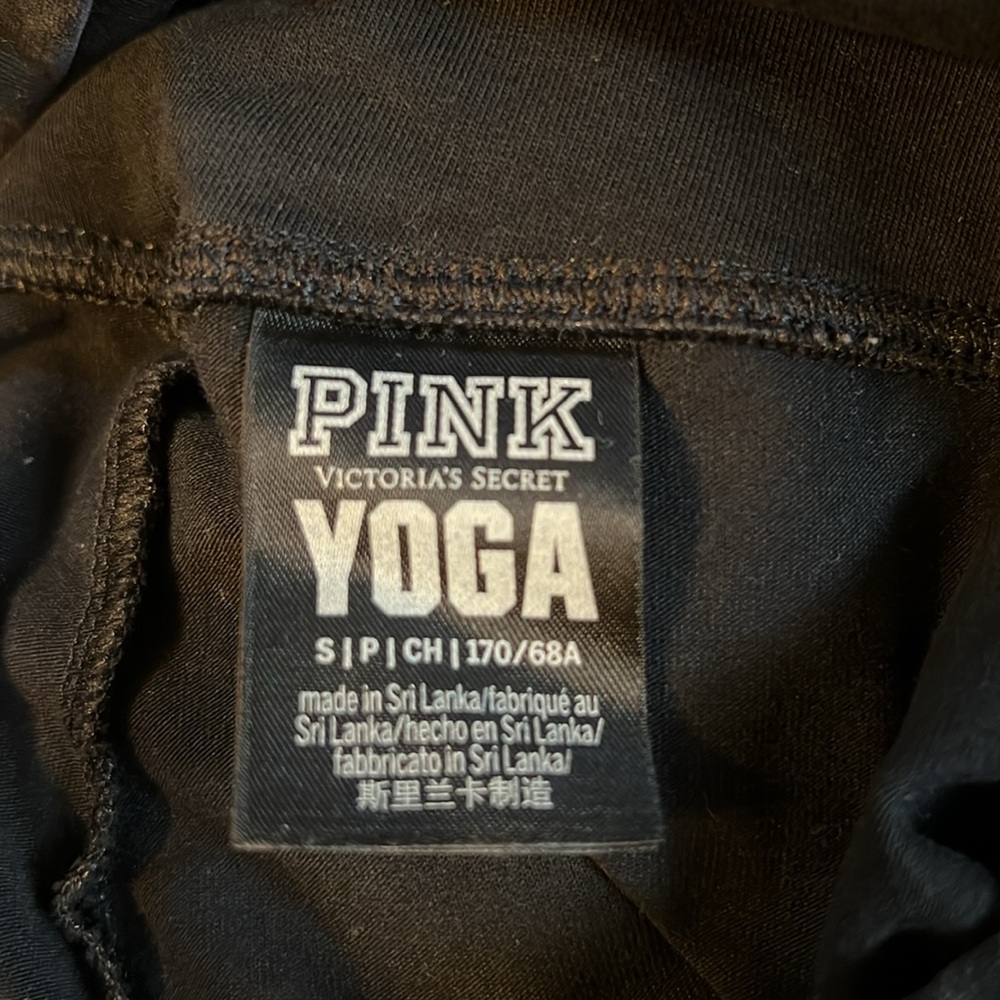 PINK
VICTORIA'S SECRET
YOGA
S | P | CH | 170/68A
made in Sri Lanka/fabriqué au
Sri Lanka/hecho en Sri Lanka/
fabbricato in Sri Lanka/
斯里兰卡制造